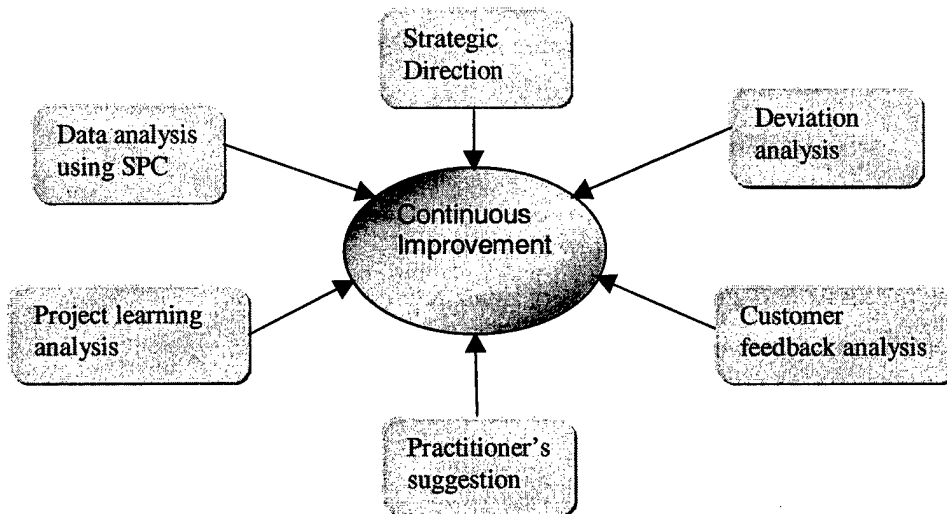 Strategic
Direction
Data analysis
using SPC
Deviation
analysis
Continuous
Improvement
Project learning
analysis
Customer
feedback analysis
Practitioner's
suggestion